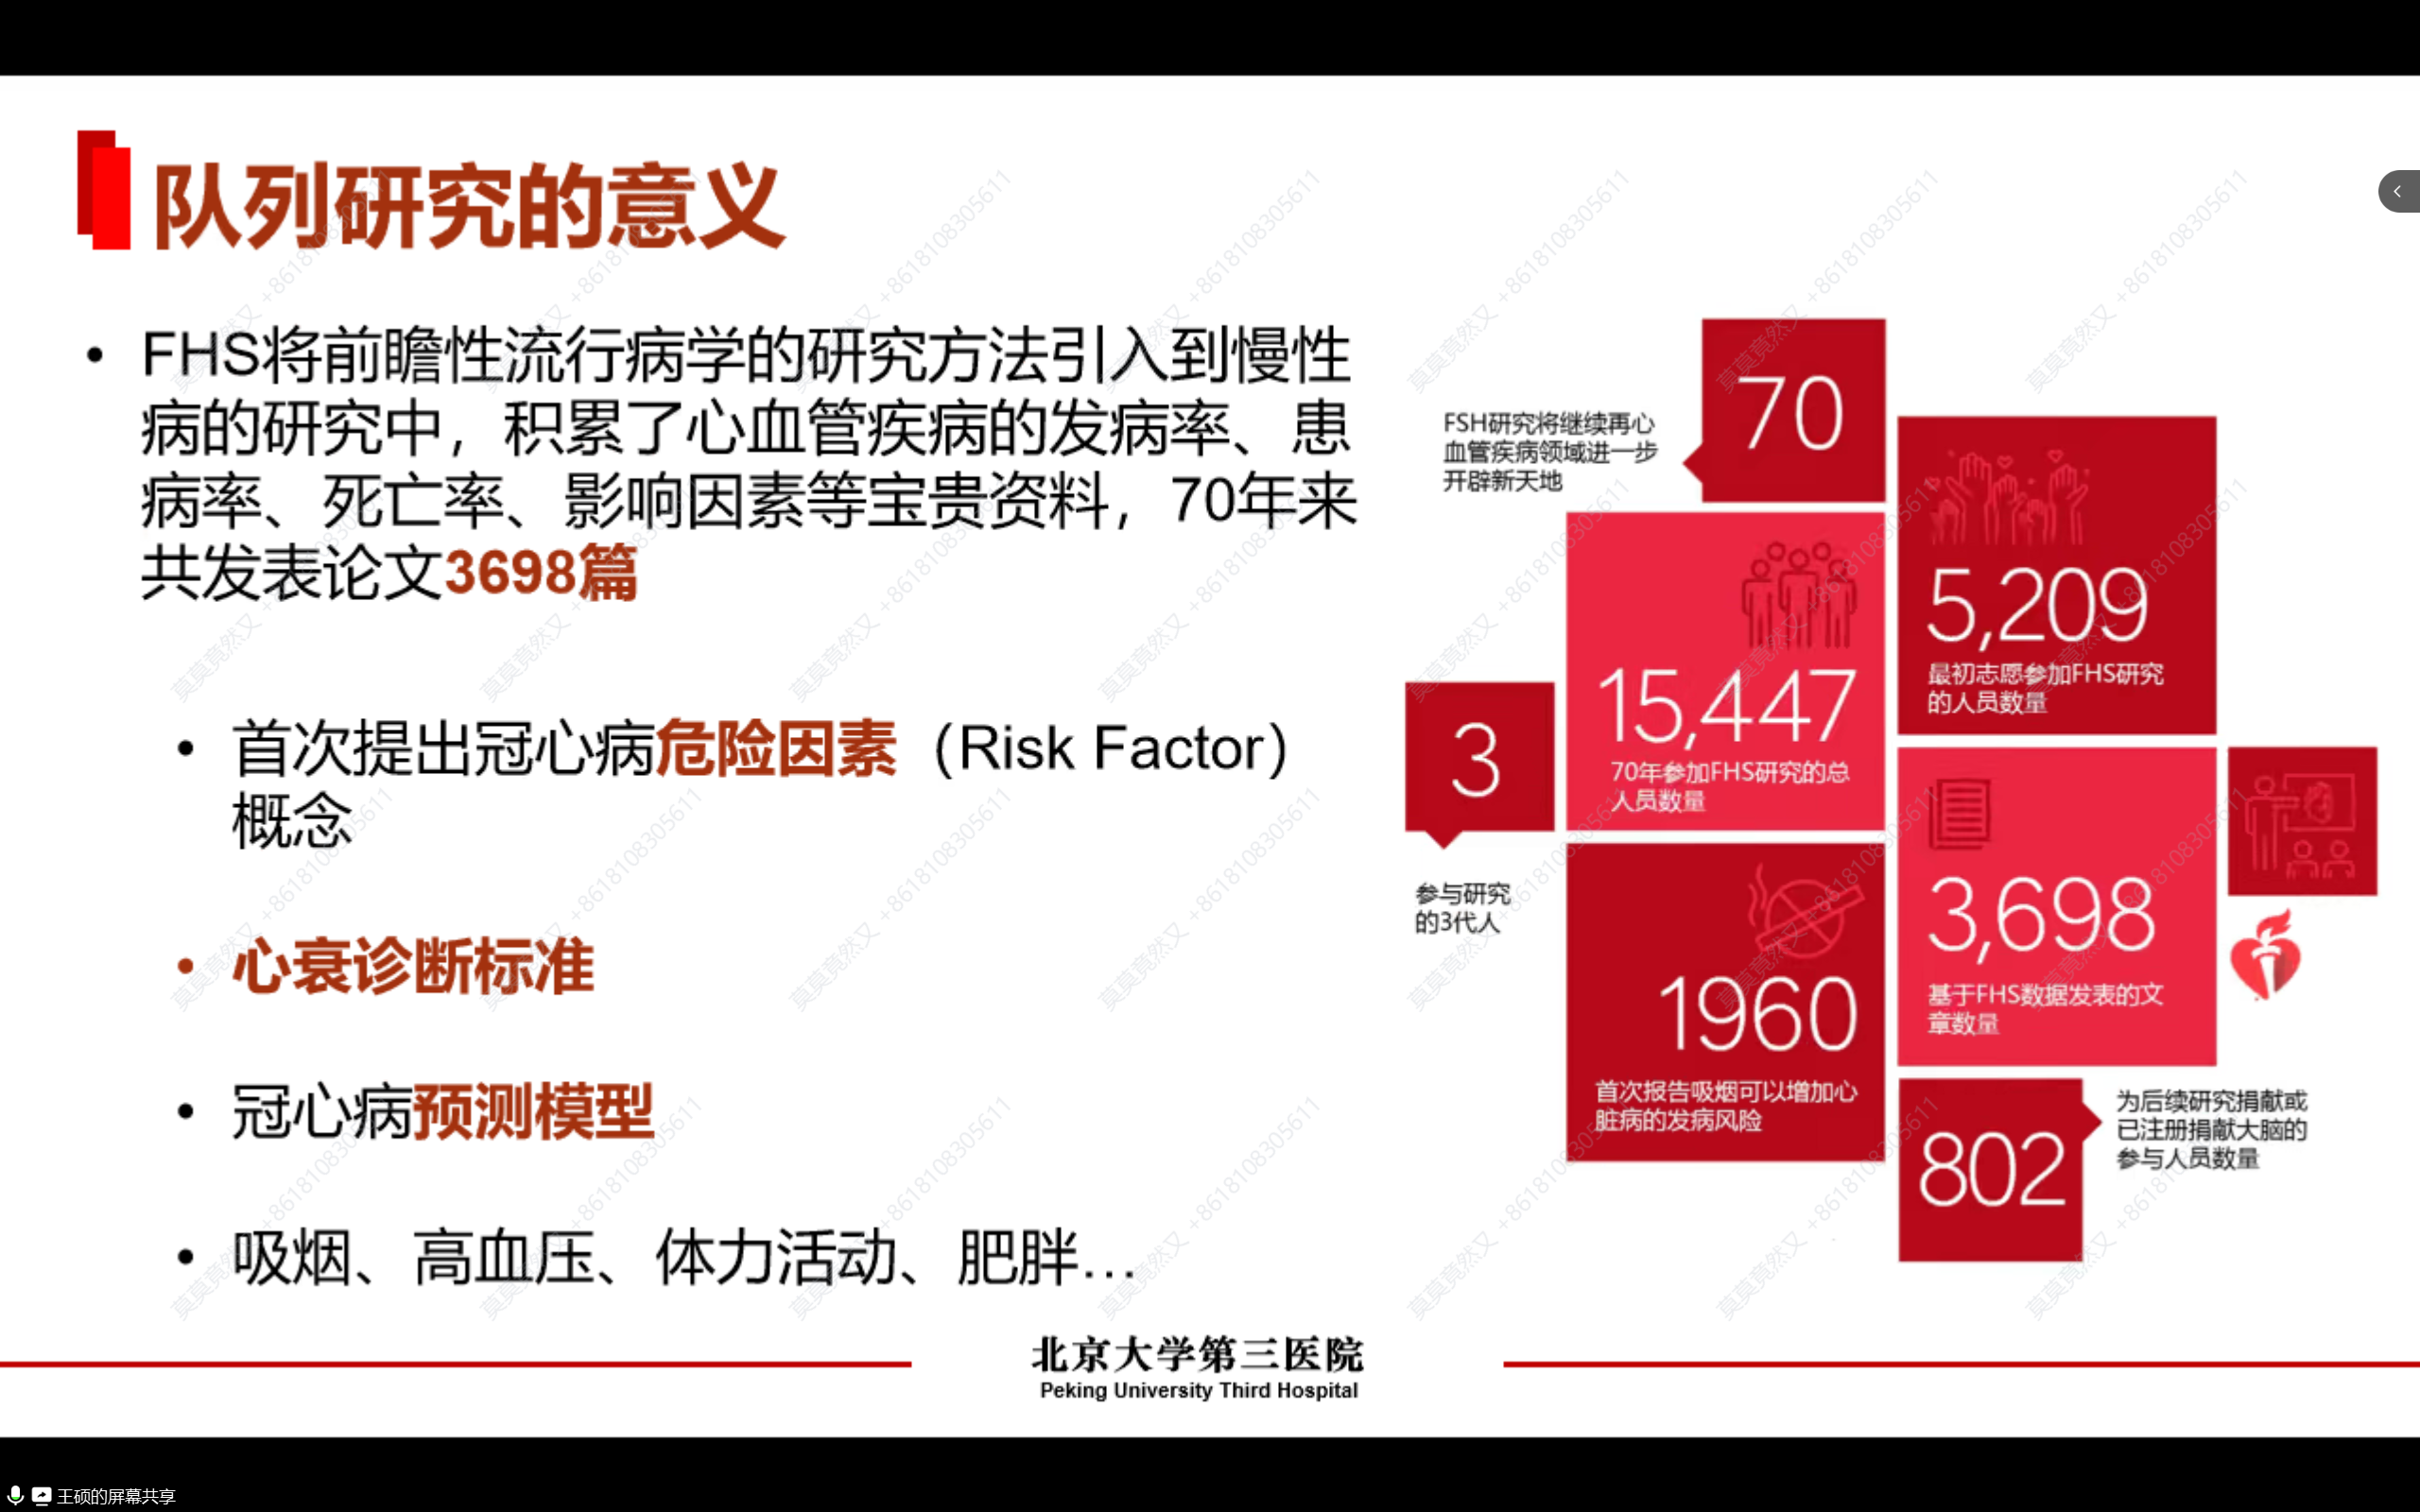 队列研究的意义
• FHS将前瞻性流行病学的研究方法引入到慢性
病的研究中，积累了心血管疾病的发病率、患
病率、死亡率、影响因素等宝贵资料，70年来
共发表论文3698篇
• 首次提出冠心病危险因素（Risk Factor）
概念
• 心衰诊断标准
• 冠心病预测模型
• 吸烟、高血压、体力活动、肥胖…
70
FSH研究将继续再心
血管疾病领域进一步
开辟新天地
5,209
最初志愿参加FHS研究
的人员数量
15,447
70年参加FHS研究的总
人员数量
3
参与研究
的3代人
3,698
基于FHS数据发表的文
章数量
1960
首次报告吸烟可以增加心
脏病的发病风险
802
为后续研究捐献或
已注册捐献大脑的
参与人员数量
北京大学第三医院
Peking University Third Hospital
王硕的屏幕共享
莫莫竟然又 +8618108305611